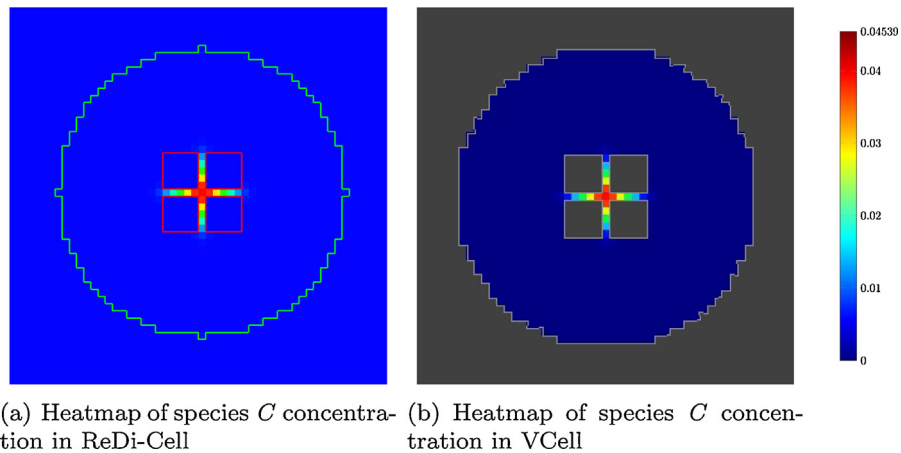 0.04539
0.04
0.03
0.02
0.01
0
(a) Heatmap of species C concentra-
tion in ReDi-Cell
(b) Heatmap of species C concen-
tration in VCell